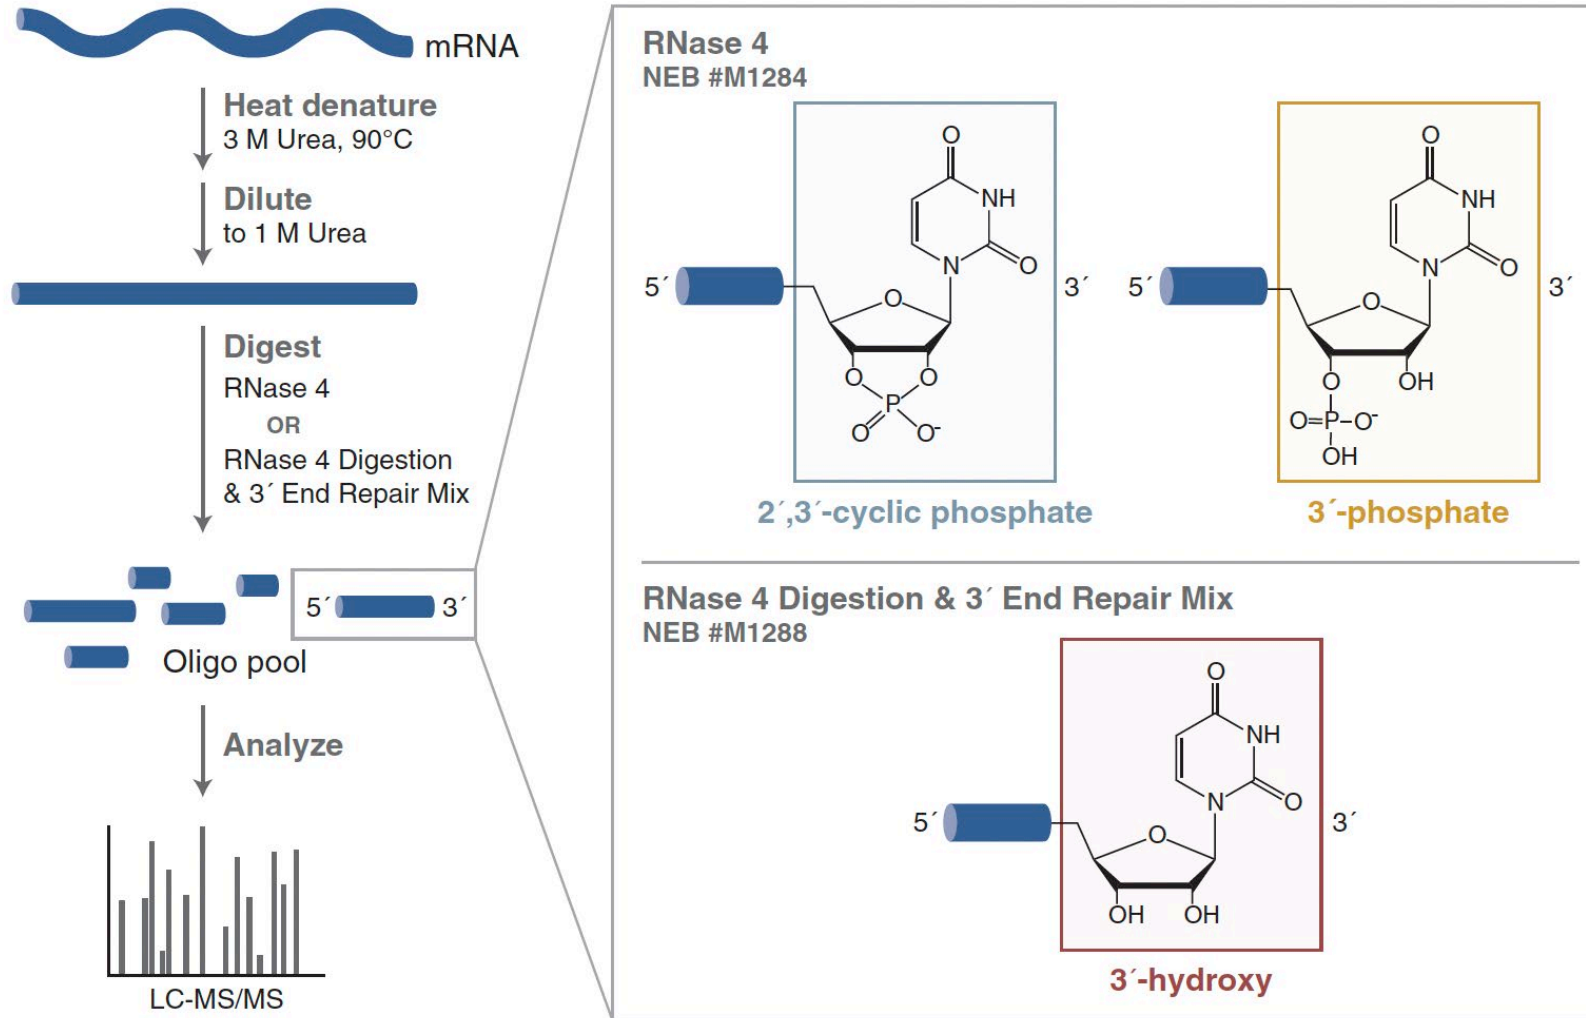 mRNA
Heat denature
3 M Urea, 90°C
Dilute
to 1 M Urea
Digest
RNase 4
OR
RNase 4 Digestion
& 3´ End Repair Mix
5´ 3´
Oligo pool
Analyze
LC-MS/MS
RNase 4
NEB #M1284
O
NH
N
O
5´
3´
O
O
O
P
O
O-
2´,3´-cyclic phosphate
O
NH
N
O
5´
3´
O
O
OH
O=P–O-
OH
3´-phosphate
RNase 4 Digestion & 3´ End Repair Mix
NEB #M1288
O
NH
N
O
5´
3´
O
OH
OH
3´-hydroxy